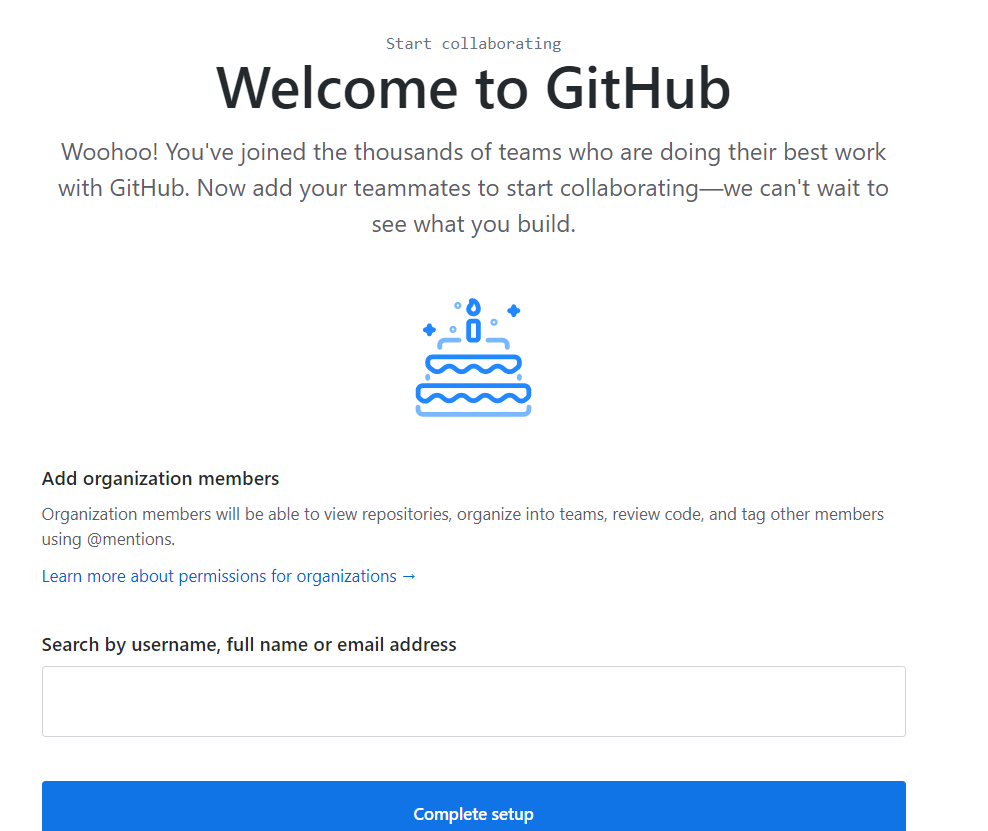 Start collaborating
Welcome to GitHub
Woohoo! You've joined the thousands of teams who are doing their best work
with GitHub. Now add your teammates to start collaborating—we can't wait to
see what you build.
Add organization members
Organization members will be able to view repositories, organize into teams, review code, and tag other members
using @mentions.
Learn more about permissions for organizations →
Search by username, full name or email address
Complete setup